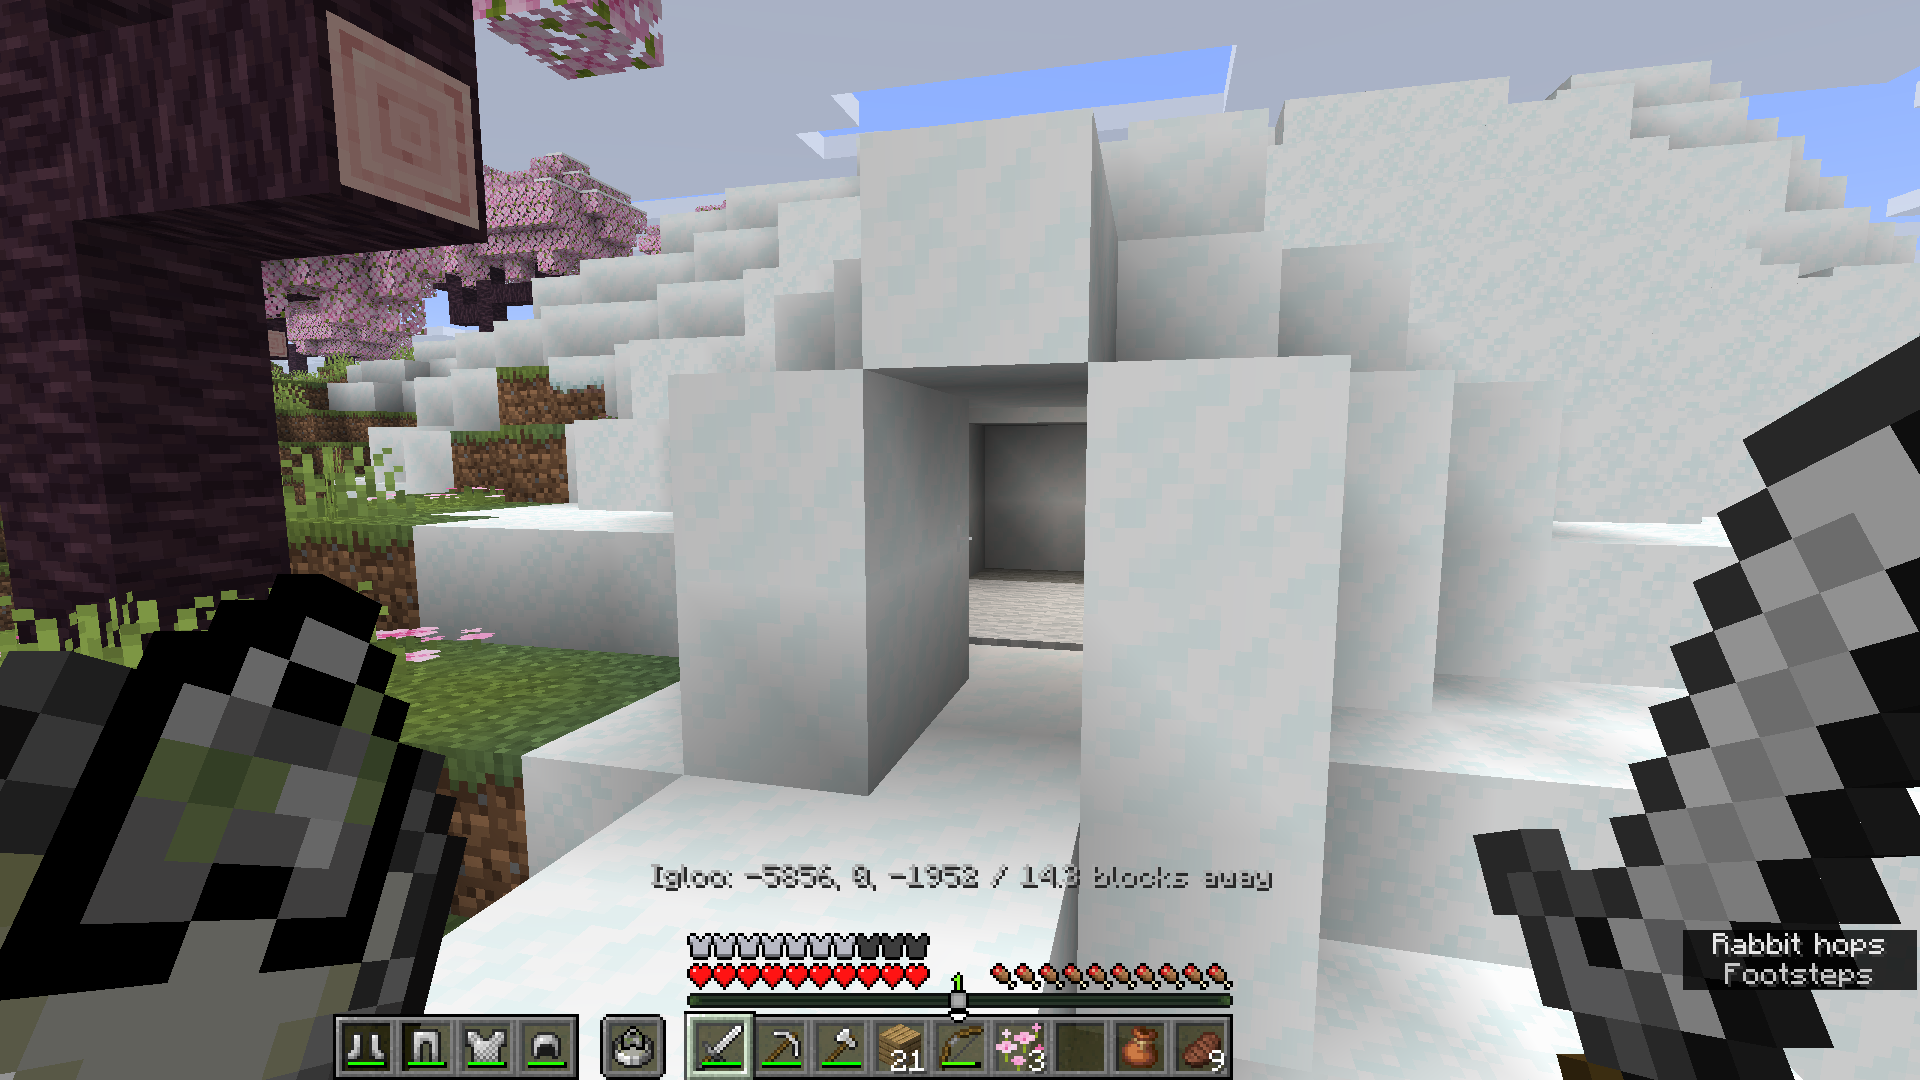 Igloo: -5856, 0, -1952 / 14.3 blocks away
1
21
3
9
Rabbit hops
Footsteps